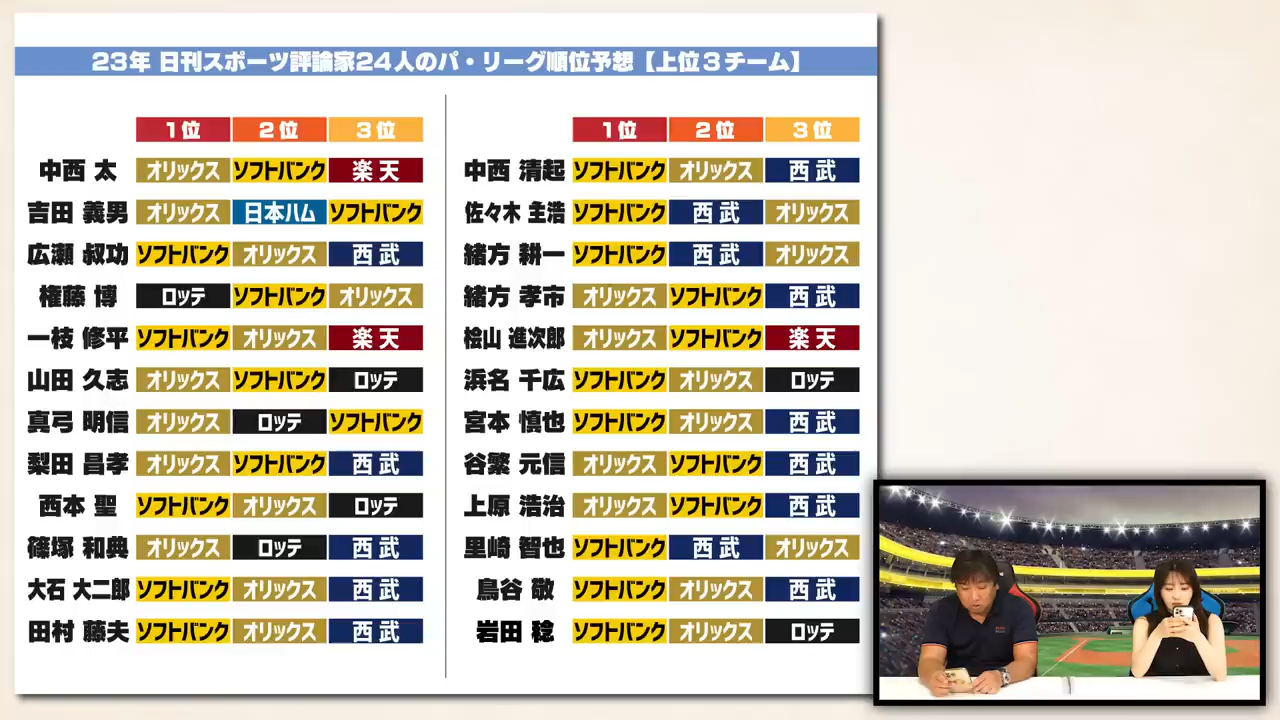 23年 日刊スポーツ評論家24人のパ・リーグ順位予想【上位3チーム】
1位 2位 3位
中西 太 オリックス ソフトバンク 楽天
吉田 義男 オリックス 日本ハム ソフトバンク
広瀬 叔功 ソフトバンク オリックス 西武
権藤 博 ロッテ ソフトバンク オリックス
一枝 修平 ソフトバンク オリックス 楽天
山田 久志 オリックス ソフトバンク ロッテ
真弓 明信 オリックス ロッテ ソフトバンク
梨田 昌孝 オリックス ソフトバンク 西武
西本 聖 ソフトバンク オリックス ロッテ
篠塚 和典 オリックス ロッテ 西武
大石 大二郎 ソフトバンク オリックス 西武
田村 藤夫 ソフトバンク オリックス 西武
1位 2位 3位
中西 清起 ソフトバンク オリックス 西武
佐々木 主浩 ソフトバンク 西武 オリックス
緒方 耕一 ソフトバンク 西武 オリックス
緒方 孝市 オリックス ソフトバンク 西武
桧山 進次郎 オリックス ソフトバンク 楽天
浜名 千広 ソフトバンク オリックス ロッテ
宮本 慎也 ソフトバンク オリックス 西武
谷繁 元信 オリックス ソフトバンク 西武
上原 浩治 オリックス ソフトバンク 西武
里崎 智也 ソフトバンク 西武 オリックス
鳥谷 敬 ソフトバンク オリックス 西武
岩田 稔 ソフトバンク オリックス ロッテ